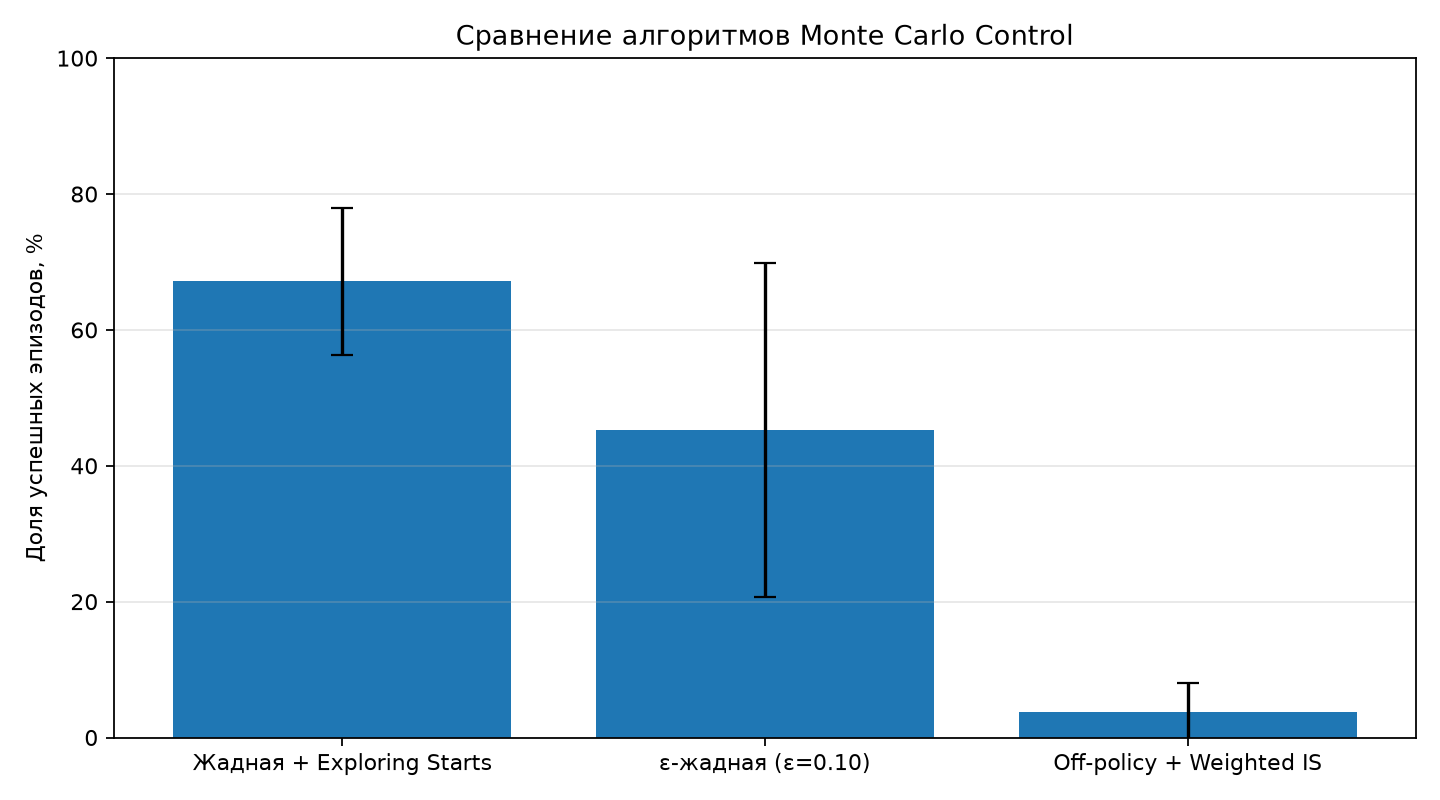 Сравнение алгоритмов Monte Carlo Control
Доля успешных эпизодов, %
100
80
60
40
20
0
Жадная + Exploring Starts
ε-жадная (ε=0.10)
Off-policy + Weighted IS